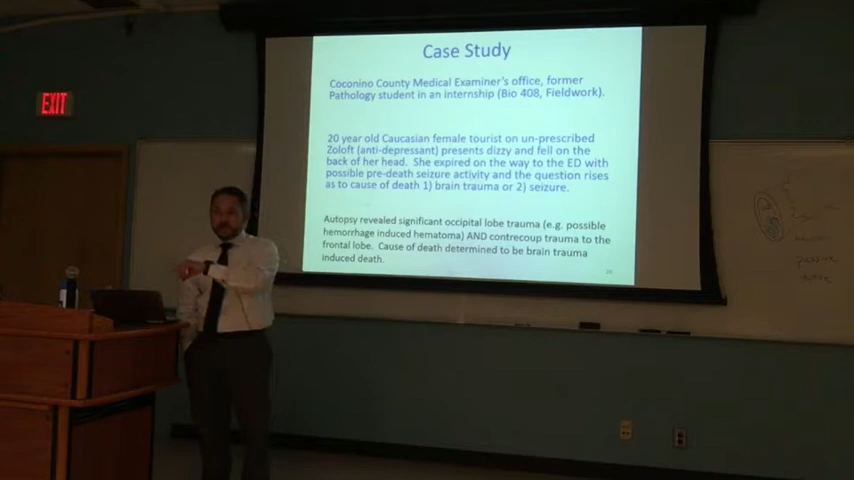 Case Study
EXIT
Coconino County Medical Examiner's office, former
Pathology student in an internship (Bio 408, Fieldwork).
20 year old Caucasian female tourist on un-prescribed
Zoloft (anti-depressant) presents dizzy and fell on the
back of her head. She expired on the way to the ED with
possible pre-death seizure activity and the question rises
as to cause of death 1) brain trauma or 2) seizure.
Autopsy revealed significant occipital lobe trauma (e.g. possible
hemorrhage induced hematoma) AND contrecoup trauma to the
frontal lobe. Cause of death determined to be brain trauma
induced death.